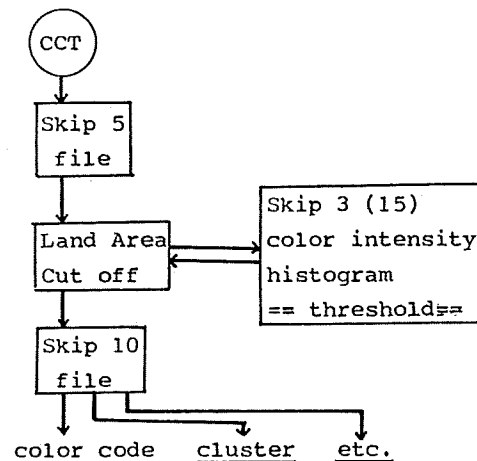 CCT
Skip 5
file
Land Area
Cut off
Skip 3 (15)
color intensity
histogram
== threshold==
Skip 10
file
color code cluster etc.